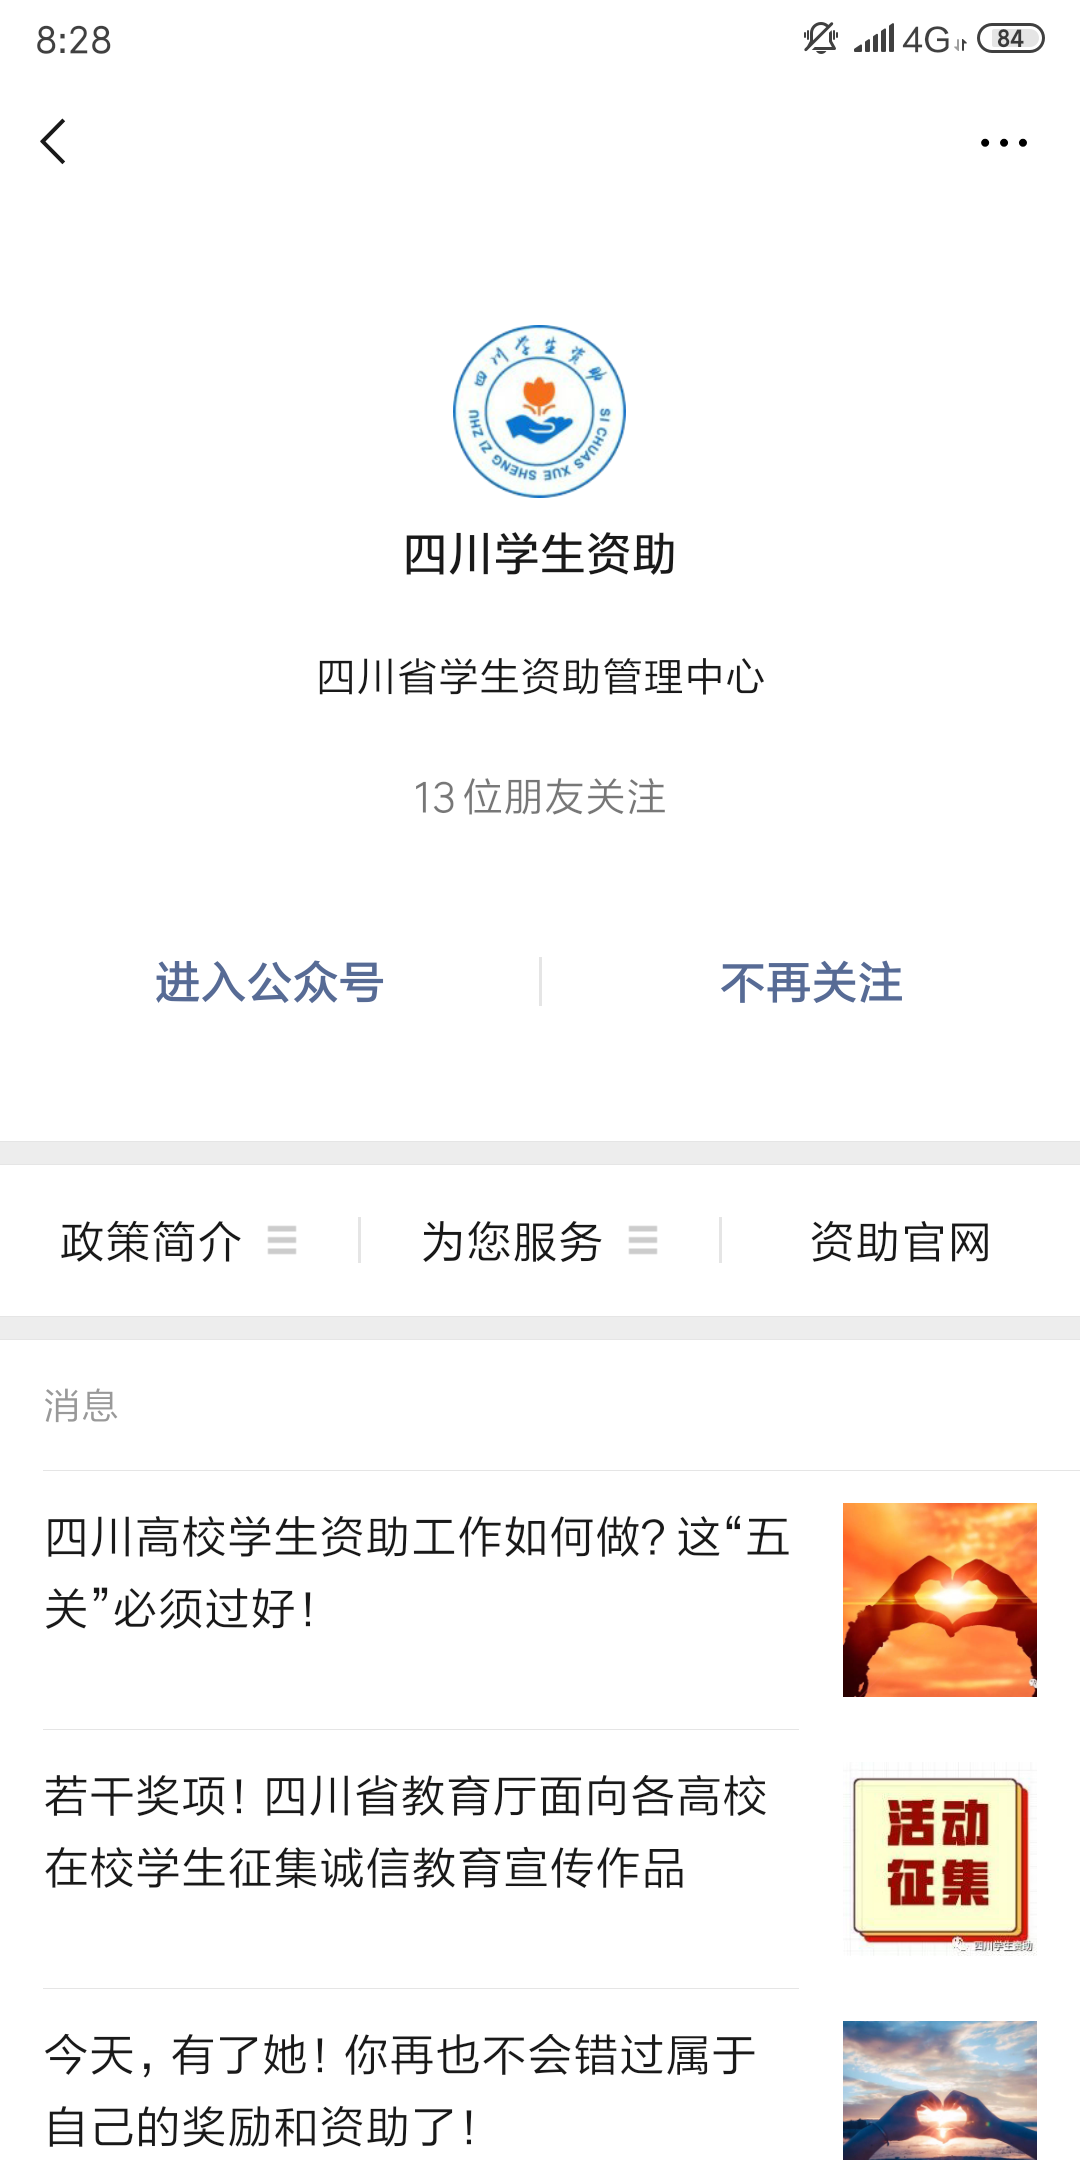 8:28
4G
84
四川学生资助
SI CHUAS XUE SHENG ZI ZHU
四川学生资助
四川省学生资助管理中心
13位朋友关注
进入公众号
不再关注
政策简介
为您服务
资助官网
消息
四川高校学生资助工作如何做？这“五
关”必须过好！
若干奖项！四川省教育厅面向各高校
在校学生征集诚信教育宣传作品
活动
征集
四川学生资助
今天，有了她！你再也不会错过属于
自己的奖励和资助了！